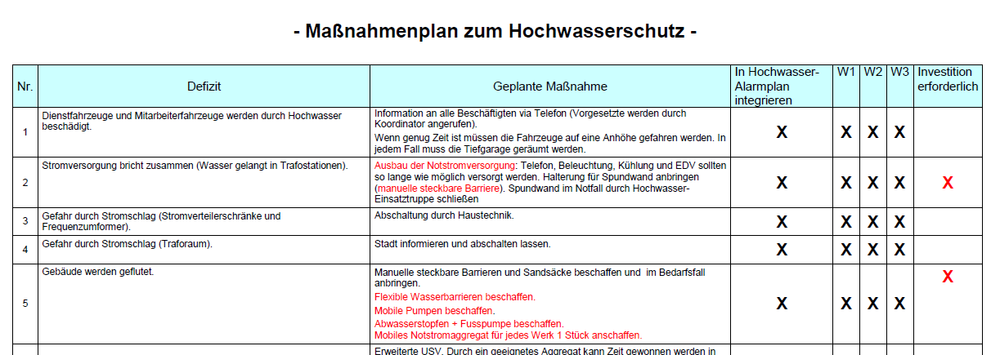 - Maßnahmenplan zum Hochwasserschutz -
Nr. Defizit Geplante Maßnahme In Hochwasser- W1 W2 W3 Investition
Alarmplan erforderlich
integrieren
1 Dienstfahrzeuge und Mitarbeiterfahrzeuge werden durch Hochwasser
beschädigt.
Information an alle Beschäftigten via Telefon (Vorgesetzte werden durch
Koordinator angerufen).
Wenn genug Zeit ist müssen die Fahrzeuge auf eine Anhöhe gefahren werden. In
jedem Fall muss die Tiefgarage geräumt werden.
X X X X
2 Stromversorgung bricht zusammen (Wasser gelangt in Trafostationen).
Ausbau der Notstromversorgung: Telefon, Beleuchtung, Kühlung und EDV sollten
so lange wie möglich versorgt werden. Halterung für Spundwand anbringen
(manuelle steckbare Barriere). Spundwand im Notfall durch Hochwasser-
Einsatztruppe schließen
X X X X X
3 Gefahr durch Stromschlag (Stromverteilerschränke und
Frequenzumformer).
Abschaltung durch Haustechnik.
X X X X
4 Gefahr durch Stromschlag (Traforaum).
Stadt informieren und abschalten lassen.
X X X X
5 Gebäude werden geflutet.
Manuelle steckbare Barrieren und Sandsäcke beschaffen und im Bedarfsfall
anbringen.
Flexible Wasserbarrieren beschaffen.
Mobile Pumpen beschaffen.
Abwasserstopfen + Fusspumpe beschaffen.
Mobiles Notstromaggregat für jedes Werk 1 Stück anschaffen.
X X X X X
Erweiterte USV. Durch ein geeignetes Aggregat kann Zeit gewonnen werden in